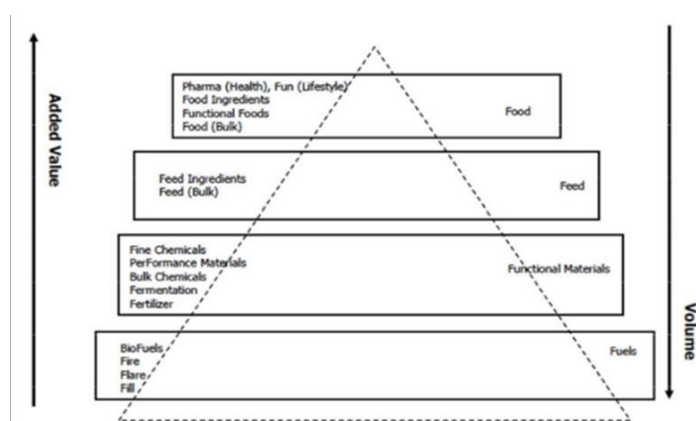 Added Value
Pharma (Health), Fun (Lifestyle)
Food Ingredients
Functional Foods
Food (Bulk)
Food
Feed Ingredients
Feed (Bulk)
Feed
Fine Chemicals
PerFormance Materials
Bulk Chemicals
Fermentation
Fertilizer
Functional Materials
BioFuels
Fire
Flare
Fill
Fuels
Volume